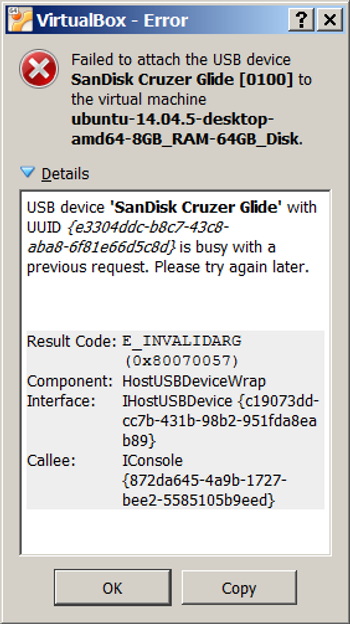 VirtualBox - Error
Failed to attach the USB device
SanDisk Cruzer Glide [0100] to
the virtual machine
ubuntu-14.04.5-desktop-
amd64-8GB_RAM-64GB_Disk.
Details
USB device 'SanDisk Cruzer Glide' with
UUID {e3304ddc-b8c7-43c8-
aba8-6f81e66d5c8d} is busy with a
previous request. Please try again later.
Result Code: E_INVALIDARG
(0x80070057)
Component: HostUSBDeviceWrap
Interface: IHostUSBDevice {c19073dd-
cc7b-431b-98b2-951fda8ea
b89}
Callee: IConsole
{872da645-4a9b-1727-
bee2-5585105b9eed}
OK Copy